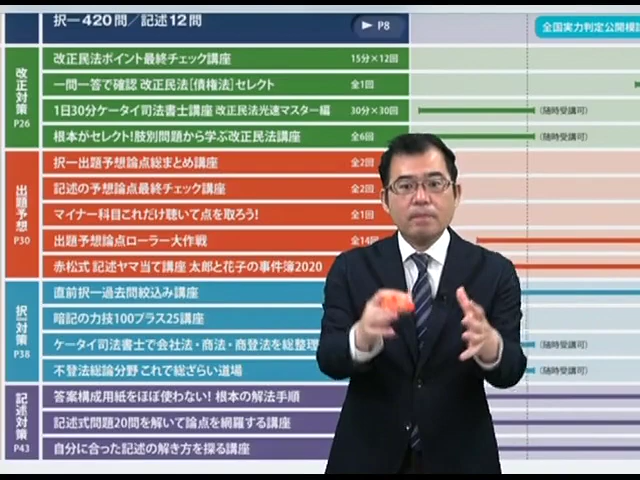 択一420問/記述12問
▶ P8
全国実力判定公開模試
改正対策
P26
改正民法ポイント最終チェック講座 15分×12回
一問一答で確認 改正民法[債権法]セレクト 全1回
1日30分ケータイ司法書士講座 改正民法光速マスター編 30分×30回 (随時受講可)
根本がセレクト!肢別問題から学ぶ改正民法講座 全6回 (随時受講可)
出題予想
P30
択一出題予想論点総まとめ講座 全2回
記述の予想論点最終チェック講座 全2回
マイナー科目これだけ聴いて点を取ろう! 全1回
出題予想論点ローラー大作戦 全14回
赤松式 記述ヤマ当て講座 太郎と花子の事件簿2020
択一対策
P38
直前択一過去問絞込み講座
暗記の力技100プラス25講座
ケータイ司法書士で会社法・商法・商登法を総整理 (随時受講可)
不登法総論分野 これで総ざらい道場 (随時受講可)
記述対策
P43
答案構成用紙をほぼ使わない! 根本の解法手順
記述式問題20問を解いて論点を網羅する講座
自分に合った記述の解き方を探る講座